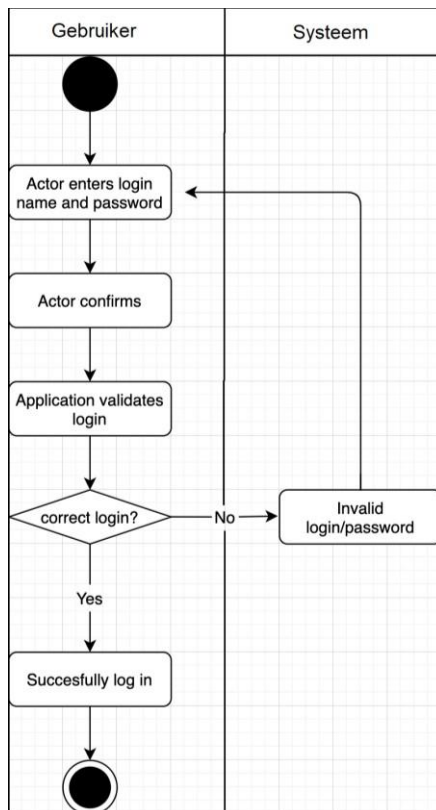 Gebruiker
Systeem
Actor enters login
name and password
Actor confirms
Application validates
login
correct login?
No
Invalid
login/password
Yes
Succesfully log in